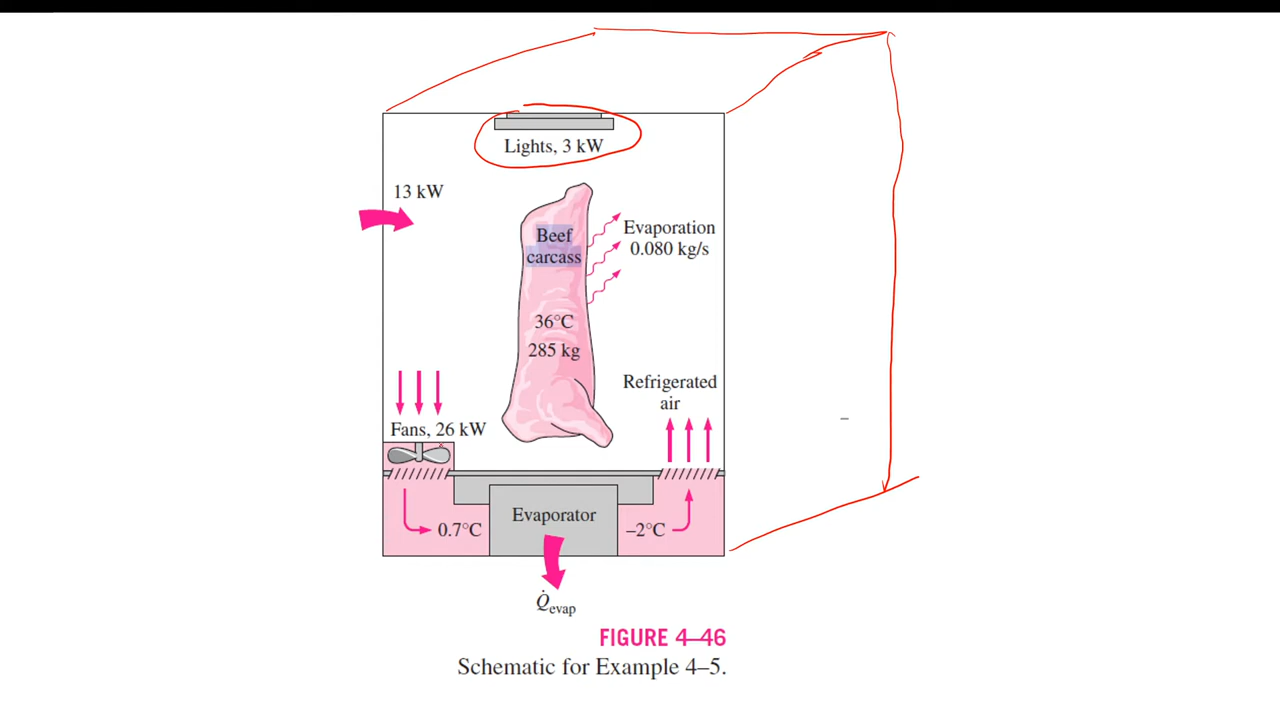 Lights, 3 kW
13 kW
Beef
carcass
Evaporation
0.080 kg/s
36°C
285 kg
Refrigerated
air
Fans, 26 kW
Evaporator
0.7°C
–2°C
Q̇evap
FIGURE 4–46
Schematic for Example 4–5.